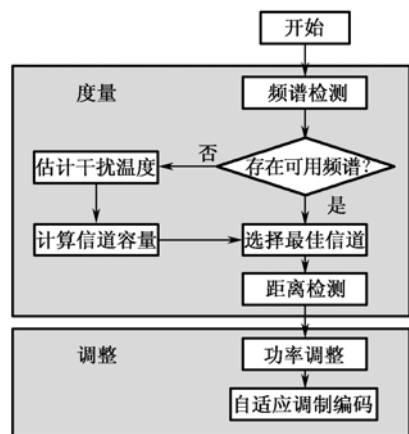 开始
度量
频谱检测
存在可用频谱?
否
估计干扰温度
是
计算信道容量
选择最佳信道
距离检测
调整
功率调整
自适应调制编码